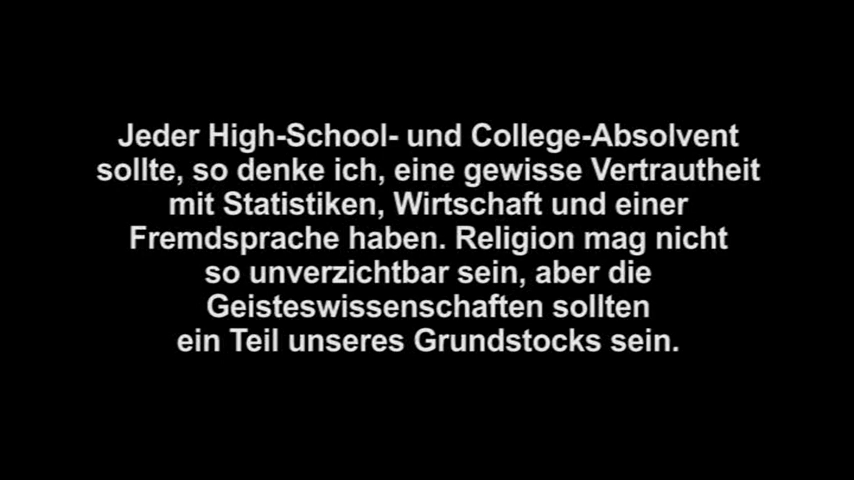 Jeder High-School- und College-Absolvent
sollte, so denke ich, eine gewisse Vertrautheit
mit Statistiken, Wirtschaft und einer
Fremdsprache haben. Religion mag nicht
so unverzichtbar sein, aber die
Geisteswissenschaften sollten
ein Teil unseres Grundstocks sein.